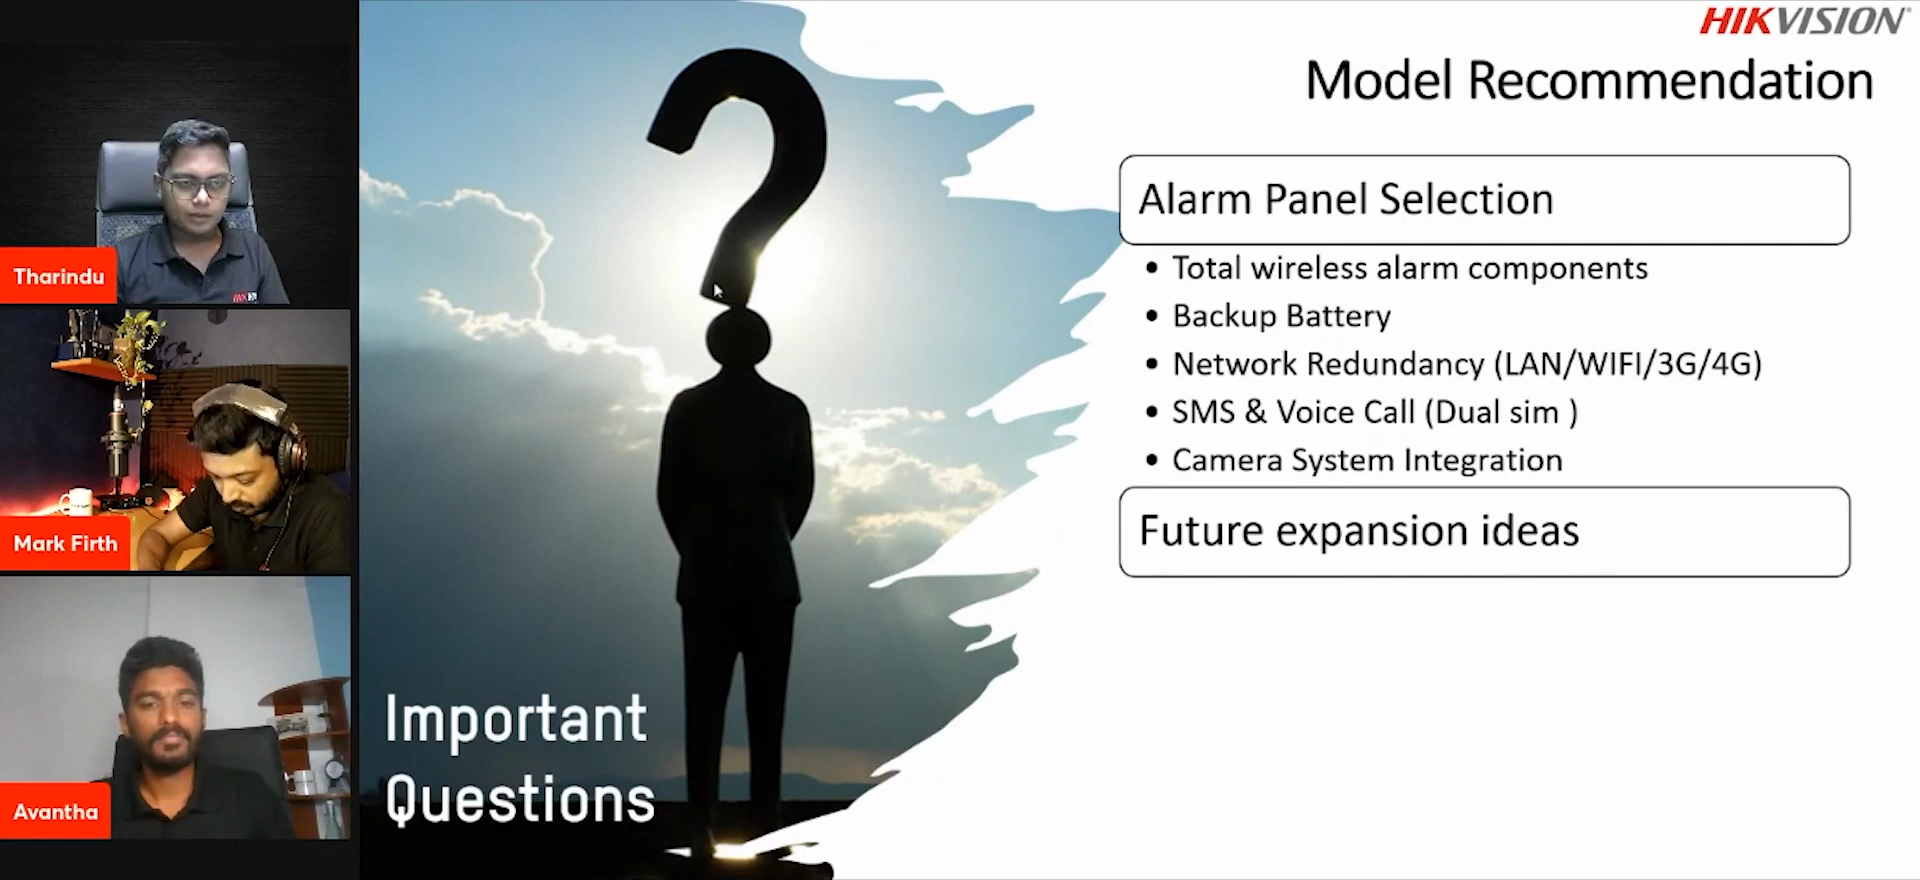 HIKVISION
Model Recommendation
Alarm Panel Selection
• Total wireless alarm components
• Backup Battery
• Network Redundancy (LAN/WIFI/3G/4G)
• SMS & Voice Call (Dual sim )
• Camera System Integration
Future expansion ideas
Important
Questions
Tharindu
Mark Firth
Avantha